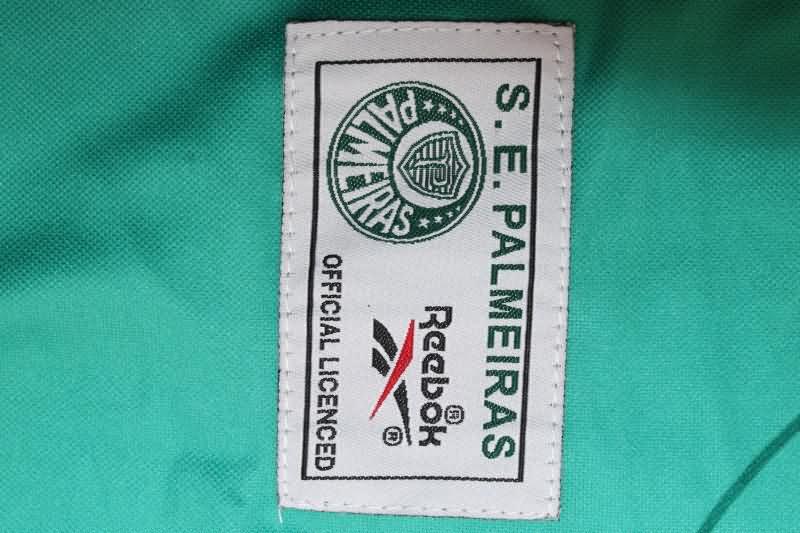 S. E. PALMEIRAS
PALMEIRAS
Reebok®
®
OFFICIAL LICENCED